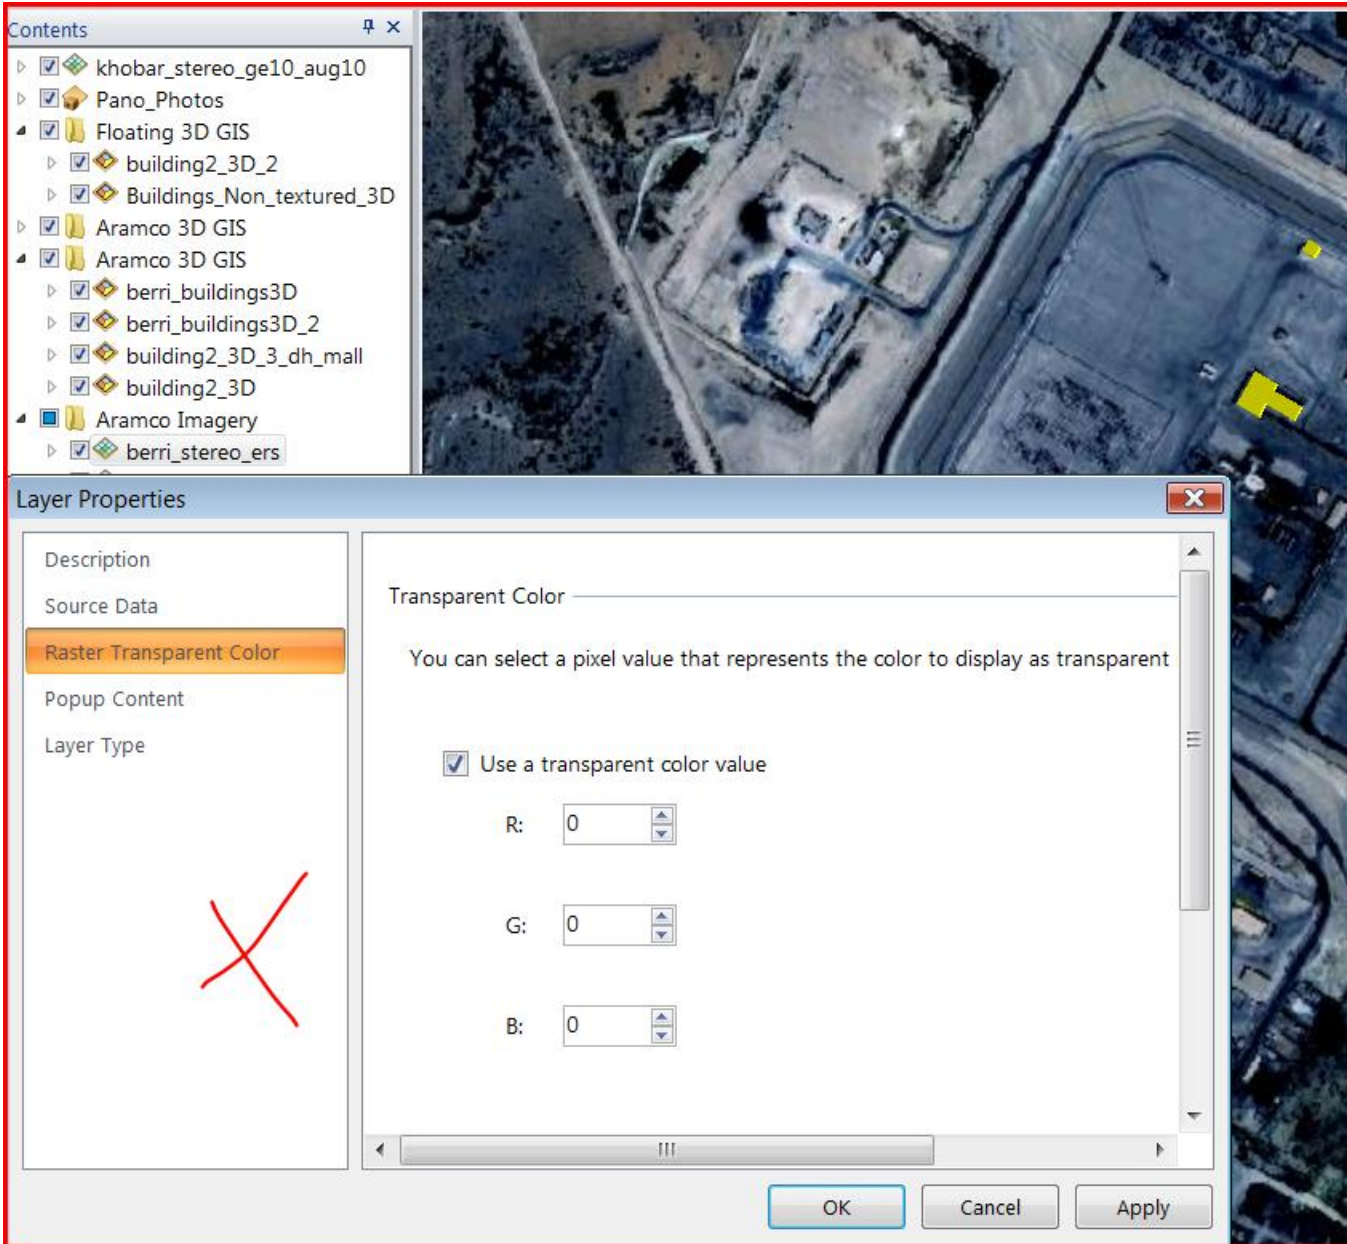 Contents
khobar_stereo_ge10_aug10
Pano_Photos
Floating 3D GIS
building2_3D_2
Buildings_Non_textured_3D
Aramco 3D GIS
Aramco 3D GIS
berri_buildings3D
berri_buildings3D_2
building2_3D_3_dh_mall
building2_3D
Aramco Imagery
berri_stereo_ers
Layer Properties
Description
Source Data
Raster Transparent Color
Popup Content
Layer Type
Transparent Color
You can select a pixel value that represents the color to display as transparent
Use a transparent color value
R: 0
G: 0
B: 0
OK Cancel Apply